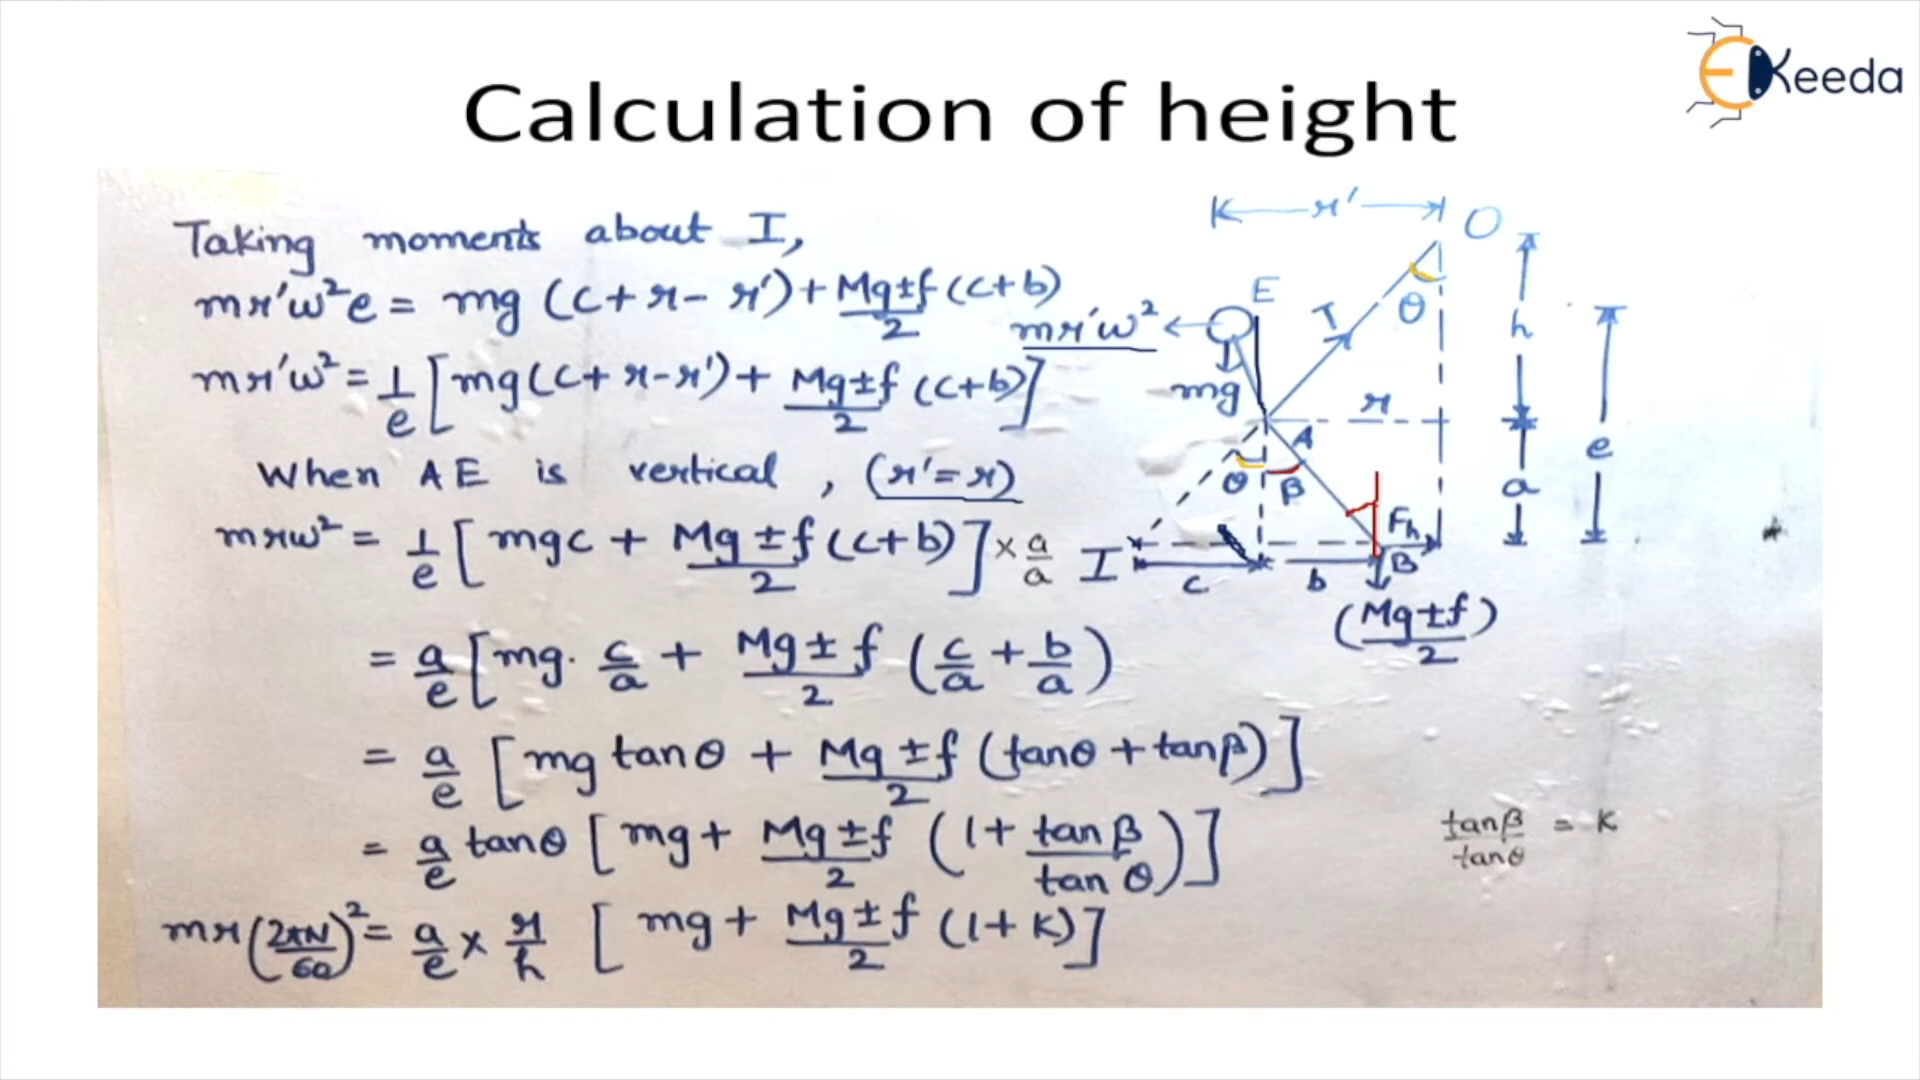 EKeeda
Calculation of height
Taking moments about I,
mr'ω²e = mg (c+r-r') + Mg±f/2 (c+b)
mr'ω² = 1/e [mg(c+r-r') + Mg±f/2 (c+b)]
When AE is vertical, (r'=r)
mrω² = 1/e [mgc + Mg±f/2 (c+b)] × a/a
= a/e [mg. c/a + Mg±f/2 (c/a + b/a)
= a/e [mg tanθ + Mg±f/2 (tanθ + tanβ)]
= a/e tanθ [mg + Mg±f/2 (1 + tanβ/tanθ)]
mr(2πN/60)² = a/e × r/h [mg + Mg±f/2 (1+K)]
r'
O
E
θ
T
h
mr'ω²
mg
r
A
e
θ
β
a
Fh
I
B
c
b
(Mg±f/2)
tanβ/tanθ = K